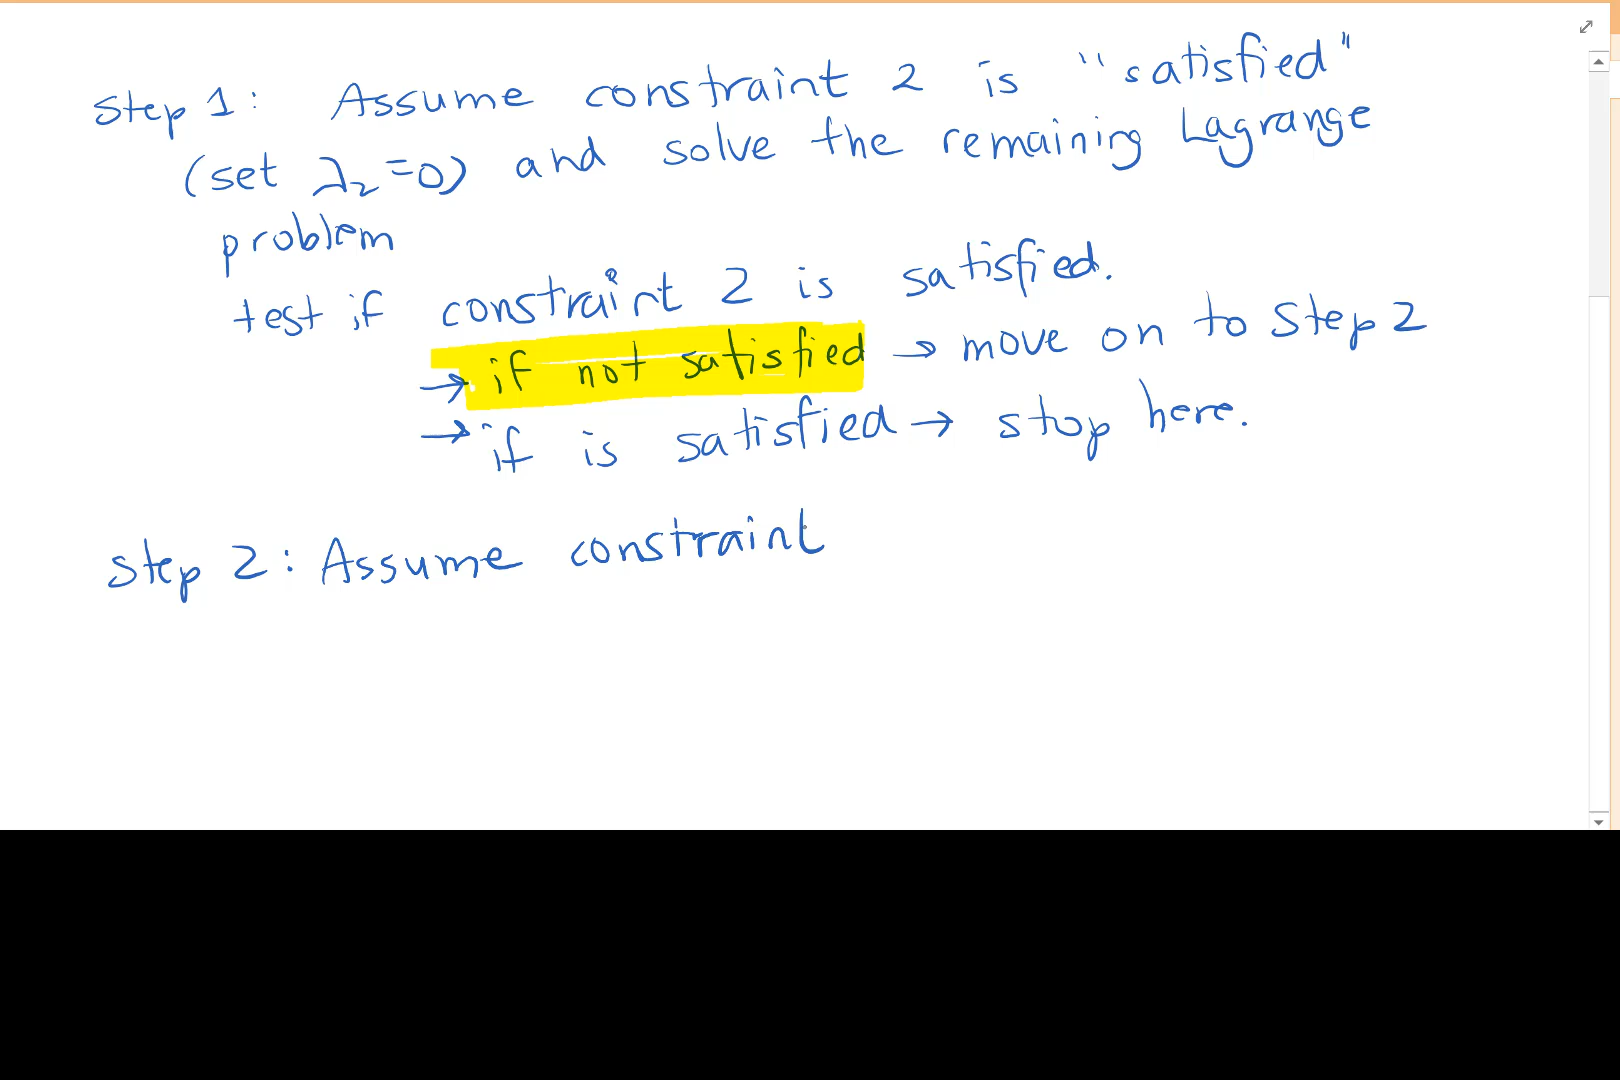 Step 1: Assume constraint 2 is "satisfied"
(set λ₂=0) and solve the remaining Lagrange
problem
test if constraint 2 is satisfied.
→ if not satisfied → move on to Step 2
→ if is satisfied → stop here.
Step 2: Assume constraint